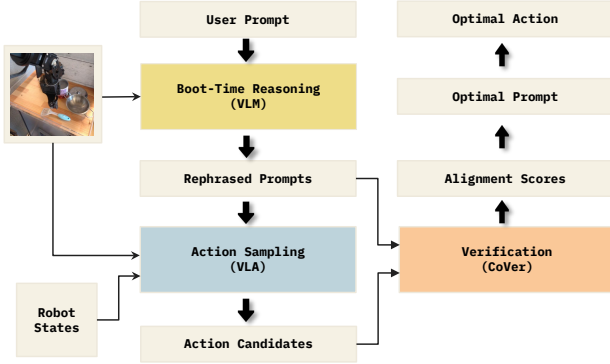 User Prompt
Boot-Time Reasoning
(VLM)
Rephrased Prompts
Action Sampling
(VLA)
Robot
States
Action Candidates
Optimal Action
Optimal Prompt
Alignment Scores
Verification
(CoVer)